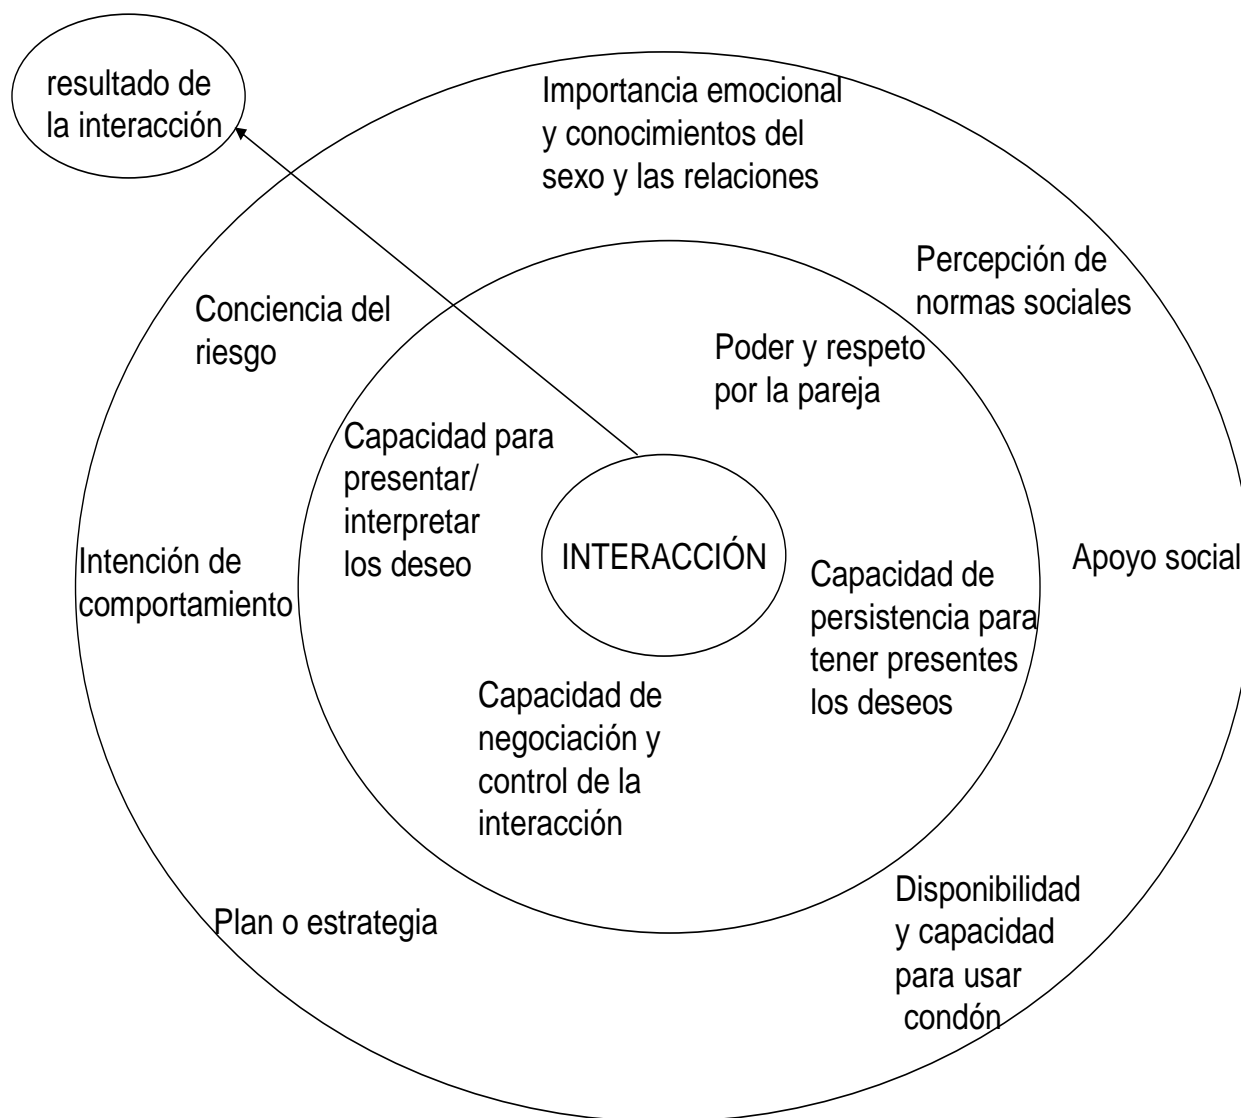 resultado de
la interacción
Importancia emocional
y conocimientos del
sexo y las relaciones
Percepción de
normas sociales
Conciencia del
riesgo
Poder y respeto
por la pareja
Capacidad para
presentar/
interpretar
los deseo
INTERACCIÓN
Intención de
comportamiento
Apoyo social
Capacidad de
persistencia para
tener presentes
los deseos
Capacidad de
negociación y
control de la
interacción
Plan o estrategia
Disponibilidad
y capacidad
para usar
condón